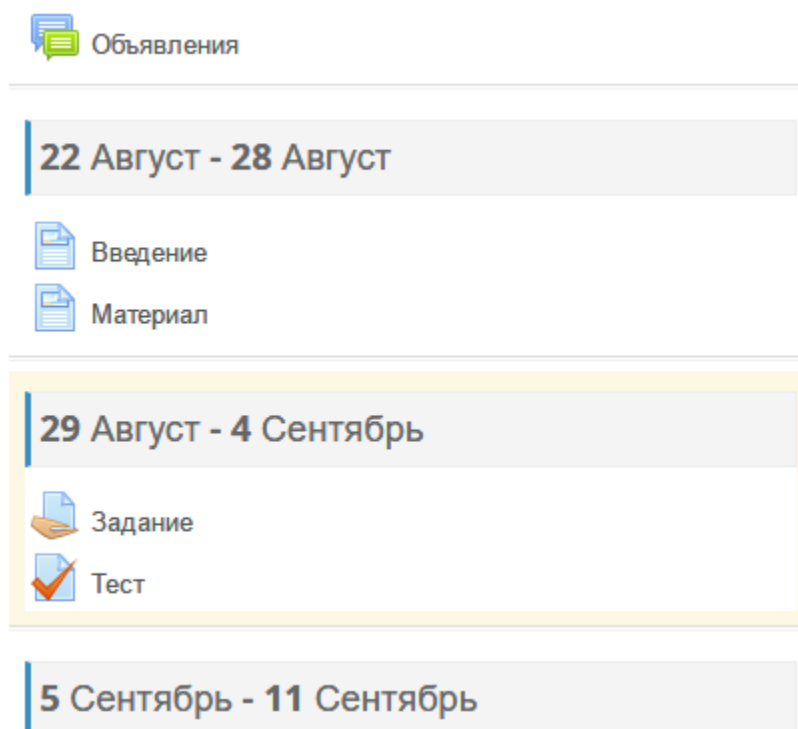 Объявления
22 Август - 28 Август
Введение
Материал
29 Август - 4 Сентябрь
Задание
Тест
5 Сентябрь - 11 Сентябрь